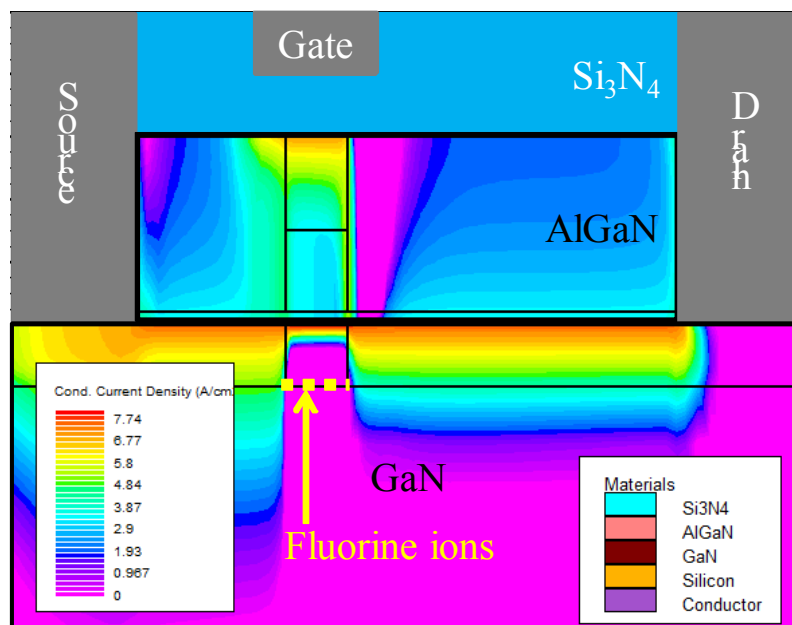 Gate
Source
Si₃N₄
Drain
AlGaN
Cond. Current Density (A/cm
7.74
6.77
5.8
4.84
3.87
2.9
1.93
0.967
0
GaN
Fluorine ions
Materials
Si3N4
AlGaN
GaN
Silicon
Conductor